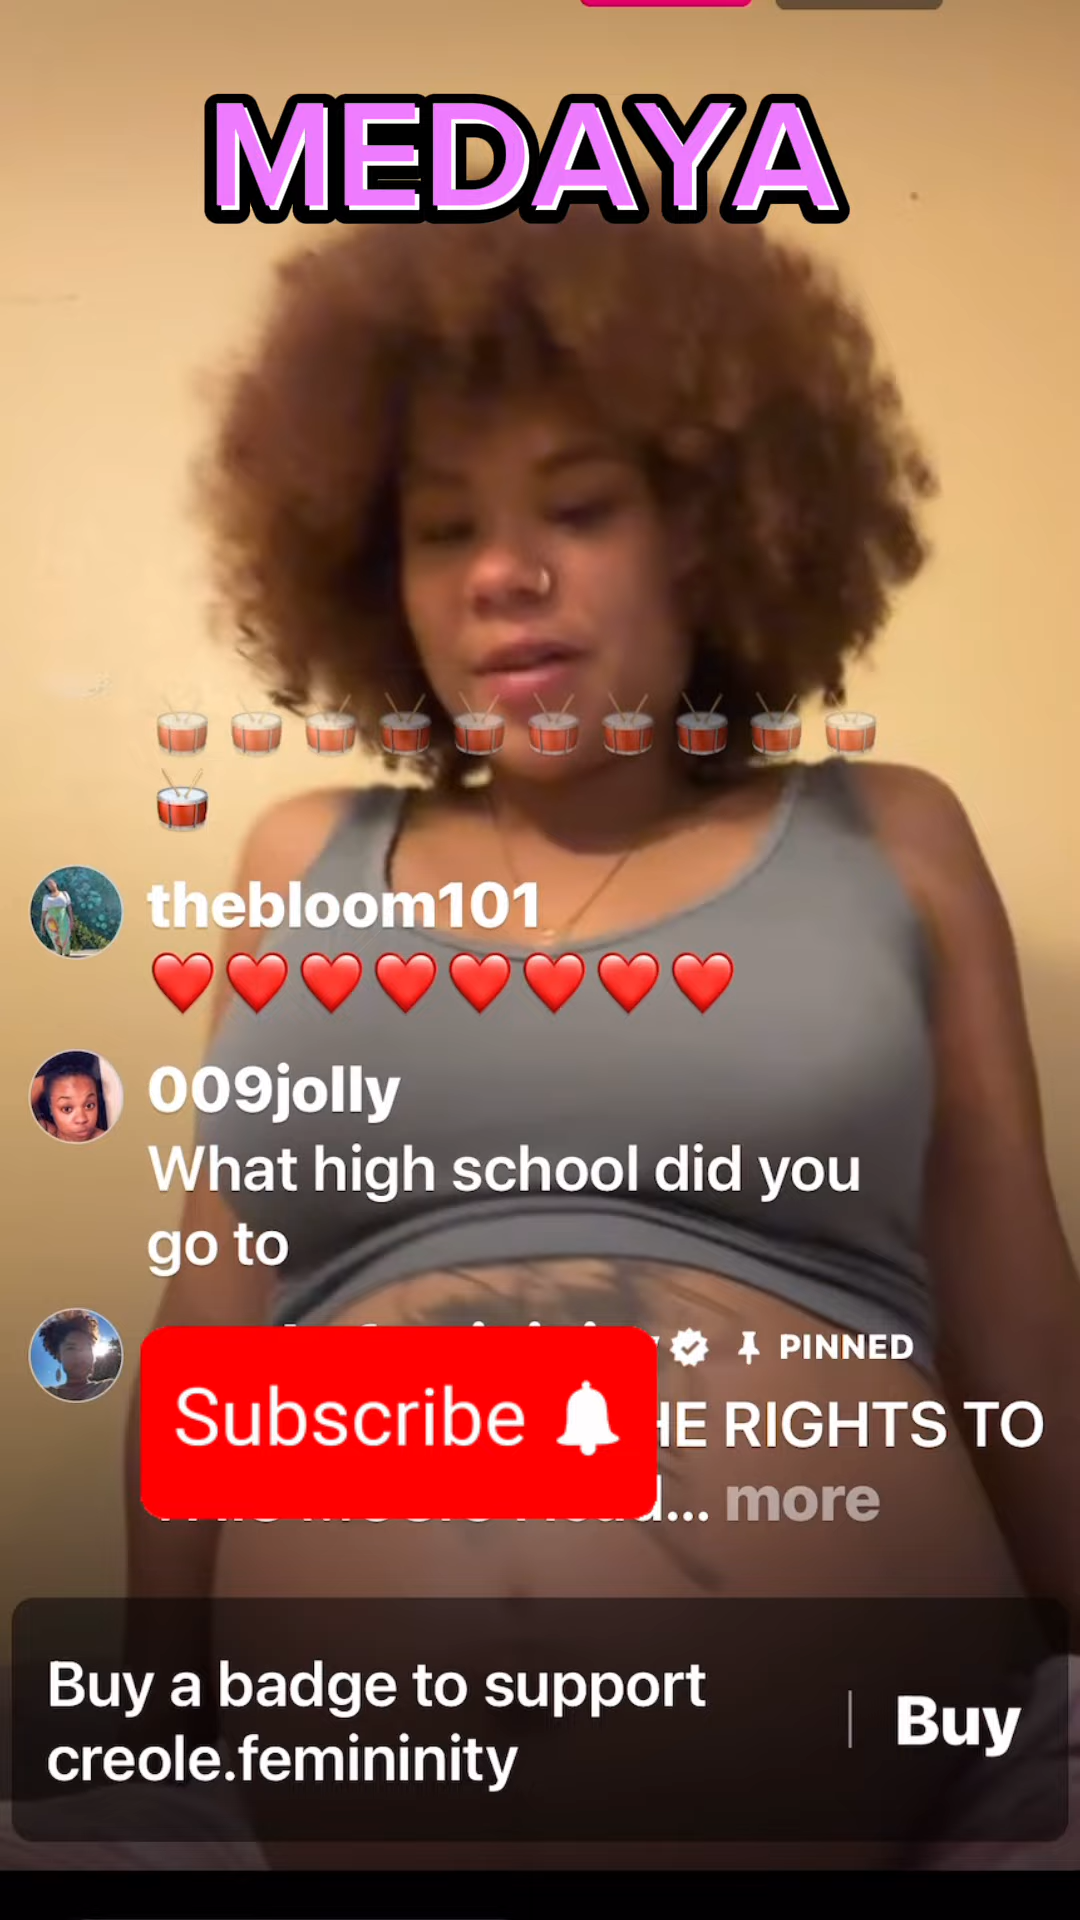 MEDAYA
thebloom101
009jolly
What high school did you
go to
PINNED
Subscribe
RIGHTS TO
... more
Buy a badge to support
creole.femininity
Buy